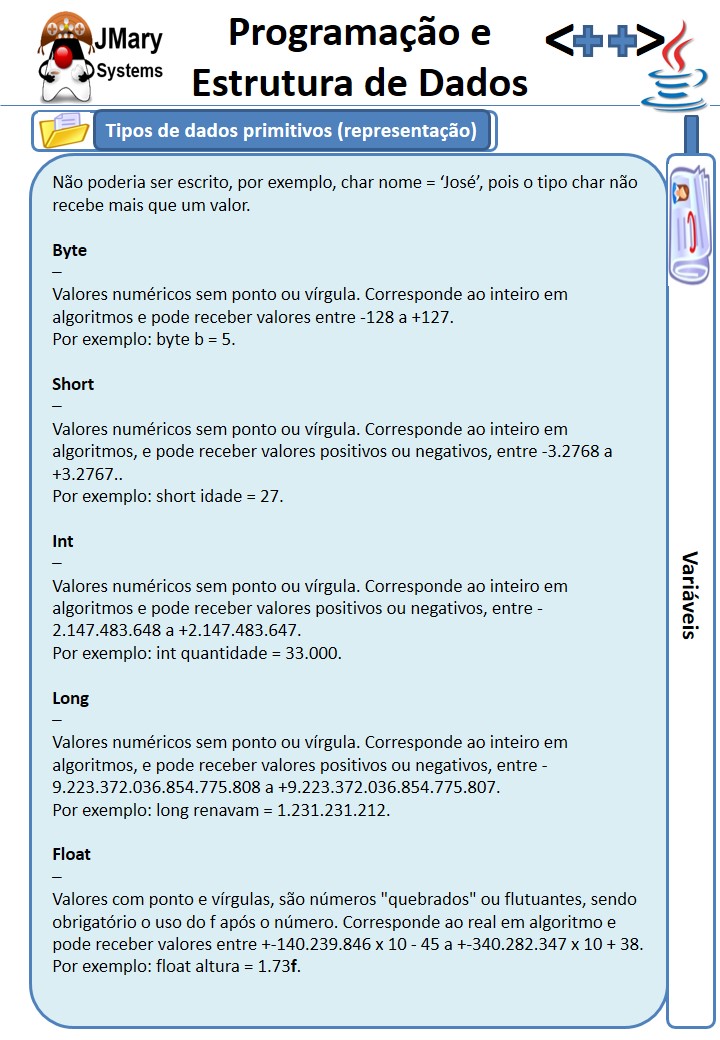 JMary
Systems
Programação e
Estrutura de Dados
<++>
Tipos de dados primitivos (representação)
Não poderia ser escrito, por exemplo, char nome = ‘José’, pois o tipo char não
recebe mais que um valor.
Byte
–
Valores numéricos sem ponto ou vírgula. Corresponde ao inteiro em
algoritmos e pode receber valores entre -128 a +127.
Por exemplo: byte b = 5.
Short
–
Valores numéricos sem ponto ou vírgula. Corresponde ao inteiro em
algoritmos, e pode receber valores positivos ou negativos, entre -3.2768 a
+3.2767..
Por exemplo: short idade = 27.
Int
–
Valores numéricos sem ponto ou vírgula. Corresponde ao inteiro em
algoritmos e pode receber valores positivos ou negativos, entre -
2.147.483.648 a +2.147.483.647.
Por exemplo: int quantidade = 33.000.
Long
–
Valores numéricos sem ponto ou vírgula. Corresponde ao inteiro em
algoritmos, e pode receber valores positivos ou negativos, entre -
9.223.372.036.854.775.808 a +9.223.372.036.854.775.807.
Por exemplo: long renavam = 1.231.231.212.
Float
–
Valores com ponto e vírgulas, são números "quebrados" ou flutuantes, sendo
obrigatório o uso do f após o número. Corresponde ao real em algoritmo e
pode receber valores entre +-140.239.846 x 10 - 45 a +-340.282.347 x 10 + 38.
Por exemplo: float altura = 1.73f.
Variáveis